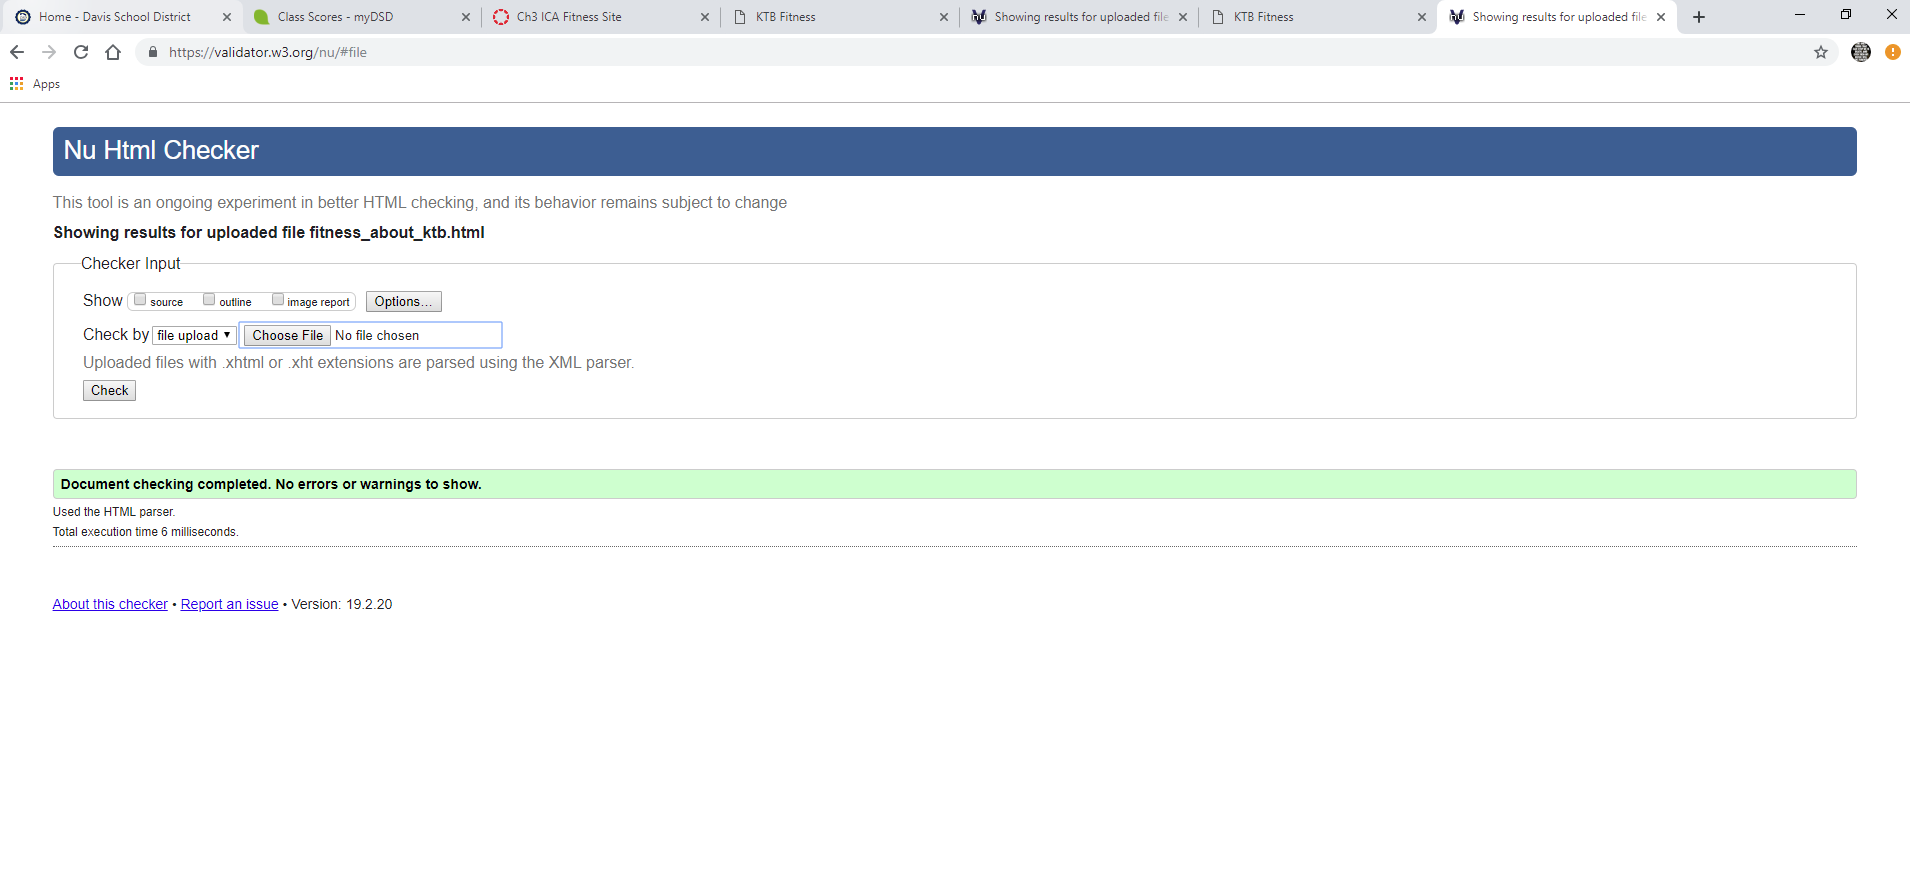 Home - Davis School District
Class Scores - myDSD
Ch3 ICA Fitness Site
KTB Fitness
Showing results for uploaded file
KTB Fitness
Showing results for uploaded file
https://validator.w3.org/nu/#file
Apps
Nu Html Checker
This tool is an ongoing experiment in better HTML checking, and its behavior remains subject to change
Showing results for uploaded file fitness_about_ktb.html
Checker Input
Show source outline image report Options...
Check by file upload Choose File No file chosen
Uploaded files with .xhtml or .xht extensions are parsed using the XML parser.
Check
Document checking completed. No errors or warnings to show.
Used the HTML parser.
Total execution time 6 milliseconds.
About this checker • Report an issue • Version: 19.2.20